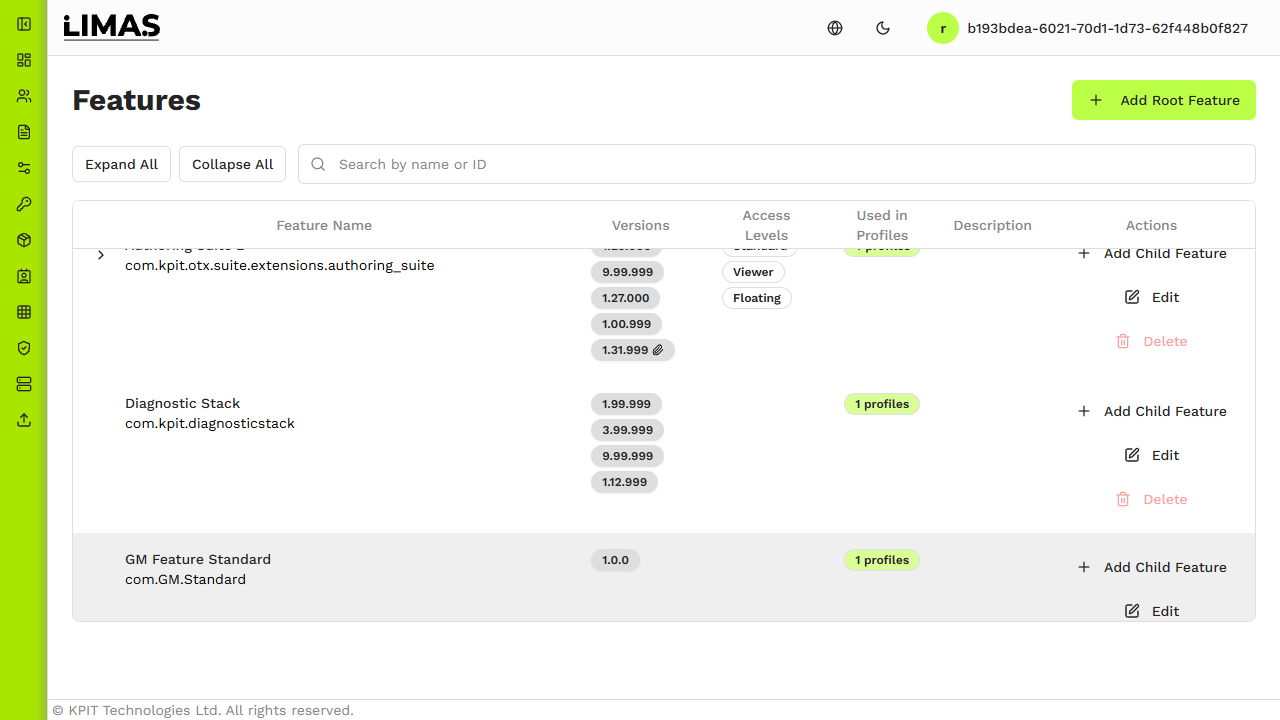 LIMAS
r
b193bdea-6021-70d1-1d73-62f448b0f827
Features
Add Root Feature
Expand All
Collapse All
Search by name or ID
Feature Name
Versions
Access
Levels
Used in
Profiles
Description
Actions
com.kpit.otx.suite.extensions.authoring_suite
9.99.999
1.27.000
1.00.999
1.31.999
Standard
Viewer
Floating
Add Child Feature
Edit
Delete
Diagnostic Stack
com.kpit.diagnosticstack
1.99.999
3.99.999
9.99.999
1.12.999
1 profiles
Add Child Feature
Edit
Delete
GM Feature Standard
com.GM.Standard
1.0.0
1 profiles
Add Child Feature
Edit
© KPIT Technologies Ltd. All rights reserved.